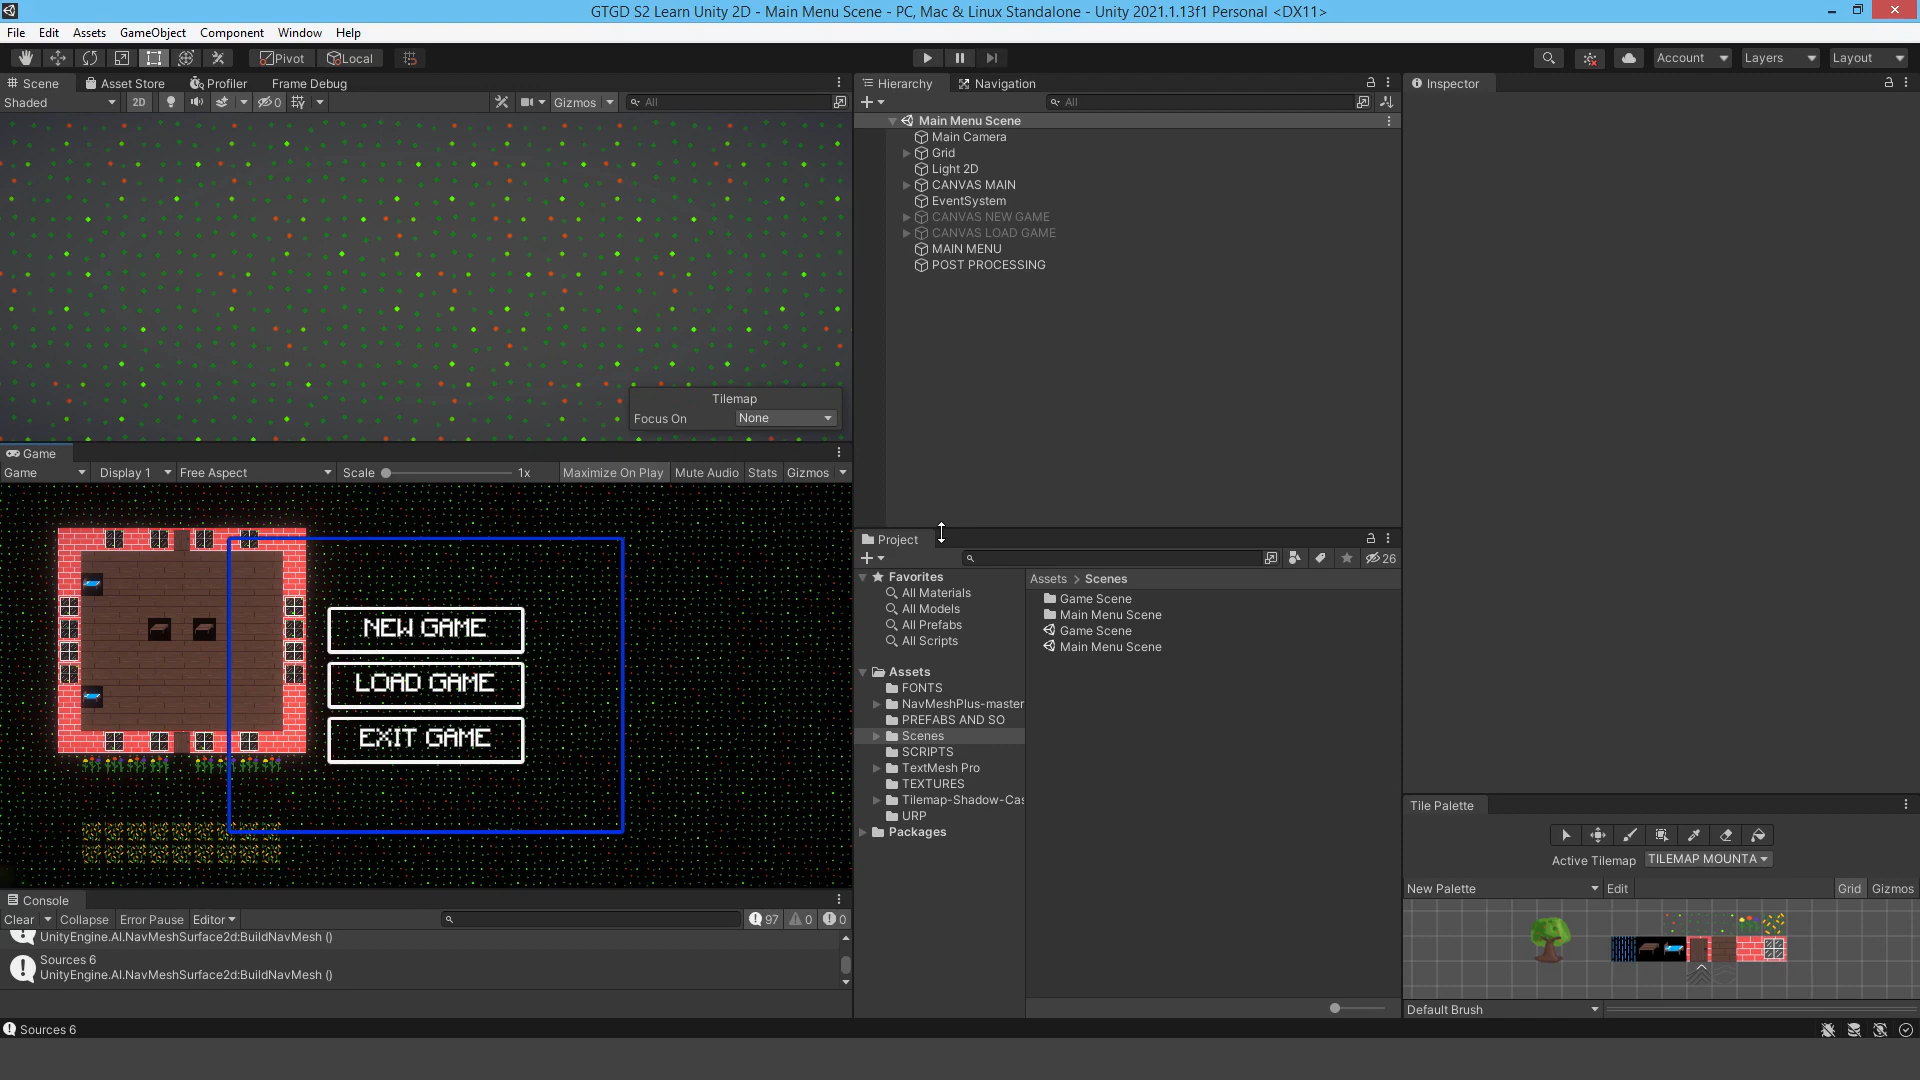 GTGD S2 Learn Unity 2D - Main Menu Scene - PC, Mac & Linux Standalone - Unity 2021.1.13f1 Personal <DX11>
File Edit Assets GameObject Component Window Help
Pivot Local
Account Layers Layout
Scene Asset Store Profiler Frame Debug
Shaded 2D 0 Gizmos All
Tilemap
Focus On None
Game
Game Display 1 Free Aspect Scale 1x Maximize On Play Mute Audio Stats Gizmos
NEW GAME
LOAD GAME
EXIT GAME
Console
Clear Collapse Error Pause Editor 97 0 0
UnityEngine.AI.NavMeshSurface2d:BuildNavMesh ()
Sources 6
UnityEngine.AI.NavMeshSurface2d:BuildNavMesh ()
Sources 6
Hierarchy Navigation
All
Main Menu Scene
Main Camera
Grid
Light 2D
CANVAS MAIN
EventSystem
CANVAS NEW GAME
CANVAS LOAD GAME
MAIN MENU
POST PROCESSING
Project
26
Favorites
All Materials
All Models
All Prefabs
All Scripts
Assets
FONTS
NavMeshPlus-master
PREFABS AND SO
Scenes
SCRIPTS
TextMesh Pro
TEXTURES
Tilemap-Shadow-Cas
URP
Packages
Assets > Scenes
Game Scene
Main Menu Scene
Game Scene
Main Menu Scene
Inspector
Tile Palette
Active Tilemap TILEMAP MOUNTA
New Palette Edit Grid Gizmos
Default Brush